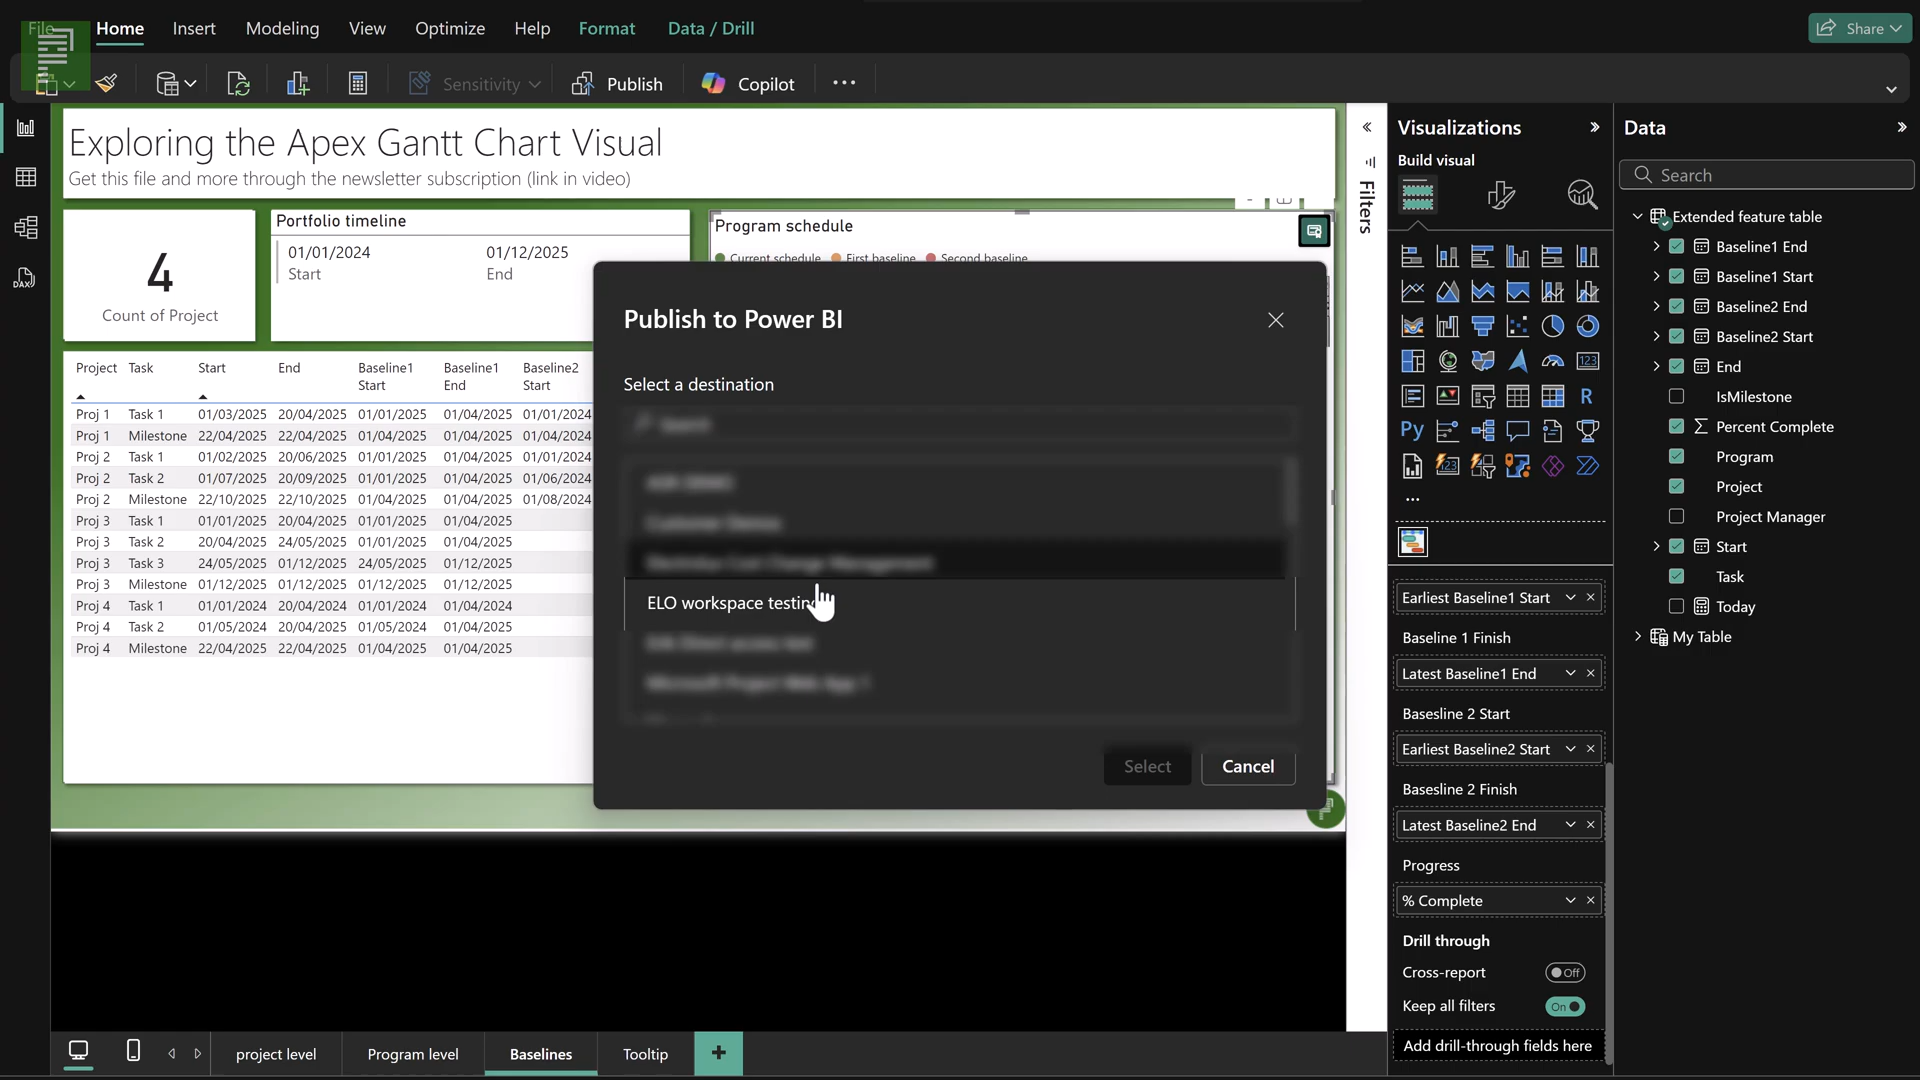 File Home Insert Modeling View Optimize Help Format Data / Drill Share
Sensitivity Publish Copilot
Exploring the Apex Gantt Chart Visual
Get this file and more through the newsletter subscription (link in video)
4
Count of Project
Portfolio timeline
01/01/2024 01/12/2025
Start End
Program schedule
Current schedule First baseline Second baseline
Project Task Start End Baseline1 Start Baseline1 End Baseline2 Start
Proj 1 Task 1 01/03/2025 20/04/2025 01/01/2025 01/04/2025 01/01/2024
Proj 1 Milestone 22/04/2025 22/04/2025 01/04/2025 01/04/2025 01/04/2024
Proj 2 Task 1 01/02/2025 20/06/2025 01/01/2025 01/04/2025 01/01/2024
Proj 2 Task 2 01/07/2025 20/09/2025 01/01/2025 01/04/2025 01/06/2024
Proj 2 Milestone 22/10/2025 22/10/2025 01/04/2025 01/04/2025 01/08/2024
Proj 3 Task 1 01/01/2025 20/04/2025 01/01/2025 01/04/2025
Proj 3 Task 2 20/04/2025 24/05/2025 01/01/2025 01/04/2025
Proj 3 Task 3 24/05/2025 01/12/2025 24/05/2025 01/12/2025
Proj 3 Milestone 01/12/2025 01/12/2025 01/12/2025 01/12/2025
Proj 4 Task 1 01/01/2024 20/04/2025 01/01/2024 01/04/2024
Proj 4 Task 2 01/05/2024 20/04/2025 01/05/2024 01/04/2025
Proj 4 Milestone 22/04/2025 22/04/2025 01/04/2025 01/04/2025
Publish to Power BI
Select a destination
ELO workspace
Select Cancel
Filters
Visualizations
Build visual
Earliest Baseline1 Start
Baseline 1 Finish
Latest Baseline1 End
Basesline 2 Start
Earliest Baseline2 Start
Basesline 2 Finish
Latest Baseline2 End
Progress
% Complete
Drill through
Cross-report Off
Keep all filters On
Add drill-through fields here
Data
Search
Extended feature table
Baseline1 End
Baseline1 Start
Baseline2 End
Baseline2 Start
End
IsMilestone
Percent Complete
Program
Project
Project Manager
Start
Task
Today
My Table
project level Program level Baselines Tooltip